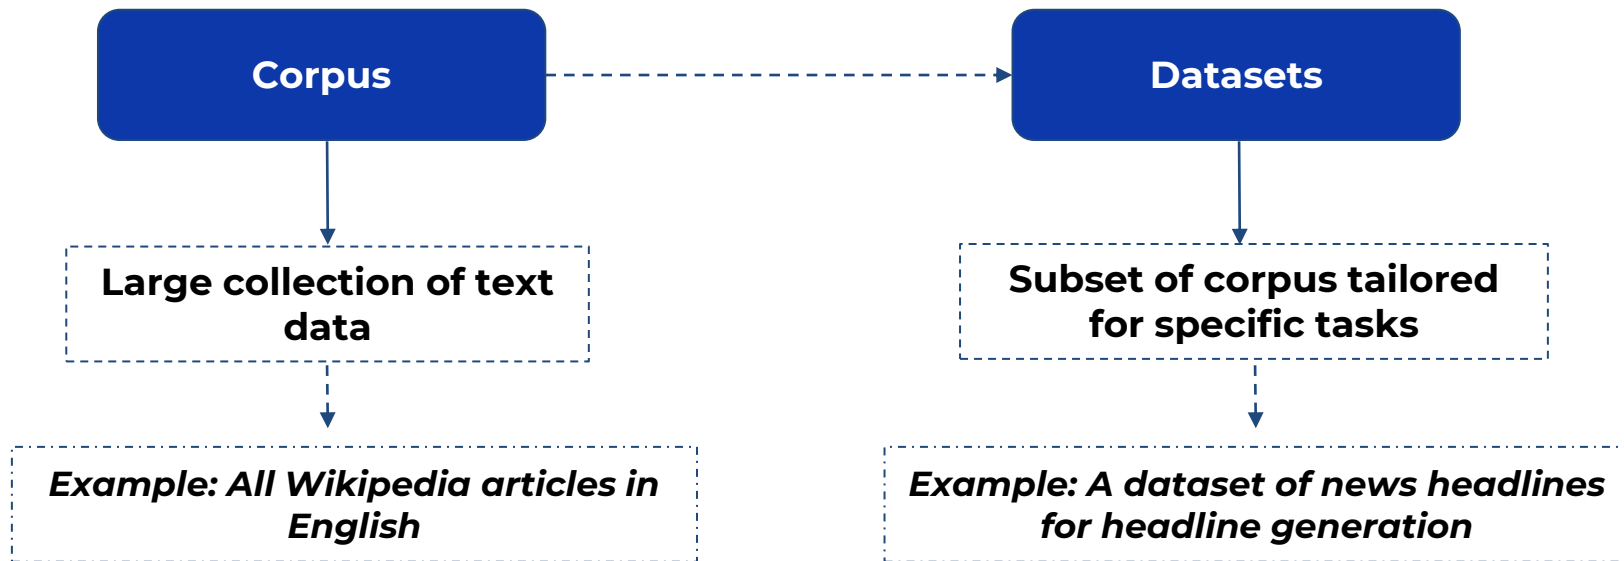 Corpus
Datasets
Large collection of text
data
Subset of corpus tailored
for specific tasks
Example: All Wikipedia articles in
English
Example: A dataset of news headlines
for headline generation